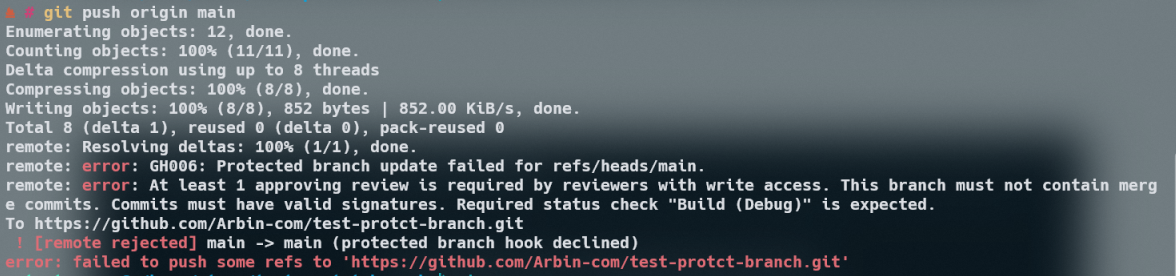 # git push origin main
Enumerating objects: 12, done.
Counting objects: 100% (11/11), done.
Delta compression using up to 8 threads
Compressing objects: 100% (8/8), done.
Writing objects: 100% (8/8), 852 bytes | 852.00 KiB/s, done.
Total 8 (delta 1), reused 0 (delta 0), pack-reused 0
remote: Resolving deltas: 100% (1/1), done.
remote: error: GH006: Protected branch update failed for refs/heads/main.
remote: error: At least 1 approving review is required by reviewers with write access. This branch must not contain merg
e commits. Commits must have valid signatures. Required status check "Build (Debug)" is expected.
To https://github.com/Arbin-com/test-protct-branch.git
 ! [remote rejected] main -> main (protected branch hook declined)
error: failed to push some refs to 'https://github.com/Arbin-com/test-protct-branch.git'